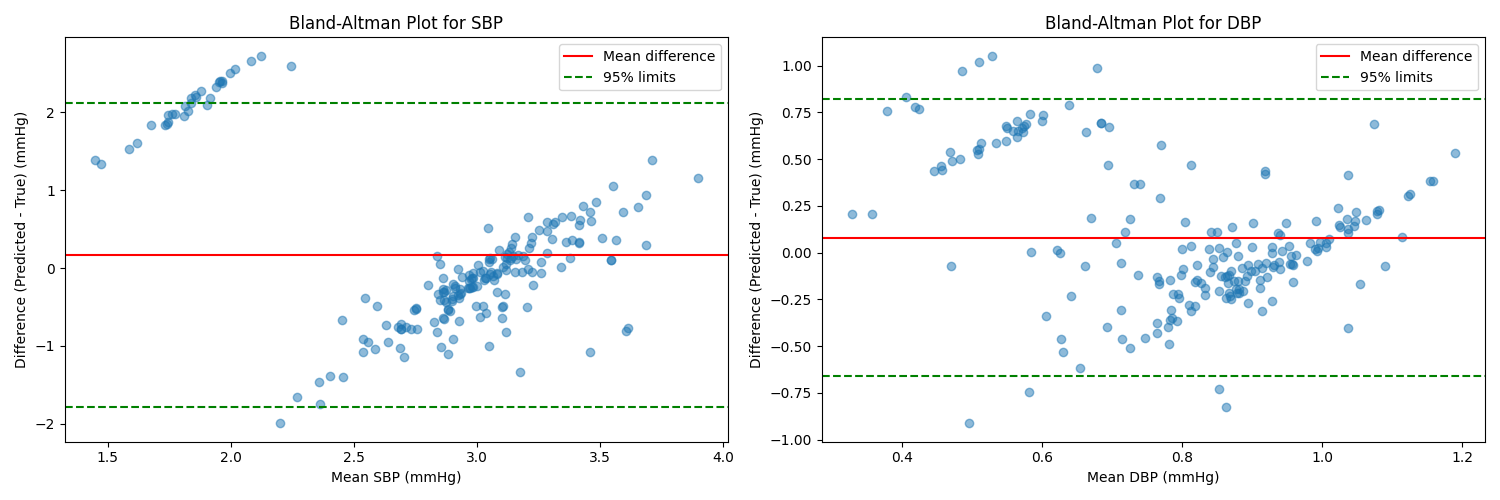 Bland-Altman Plot for SBP
Difference (Predicted - True) (mmHg)
2
1
0
−1
−2
Mean difference
95% limits
1.5
2.0
2.5
3.0
3.5
4.0
Mean SBP (mmHg)
Bland-Altman Plot for DBP
Difference (Predicted - True) (mmHg)
1.00
0.75
0.50
0.25
0.00
−0.25
−0.50
−0.75
−1.00
Mean difference
95% limits
0.4
0.6
0.8
1.0
1.2
Mean DBP (mmHg)